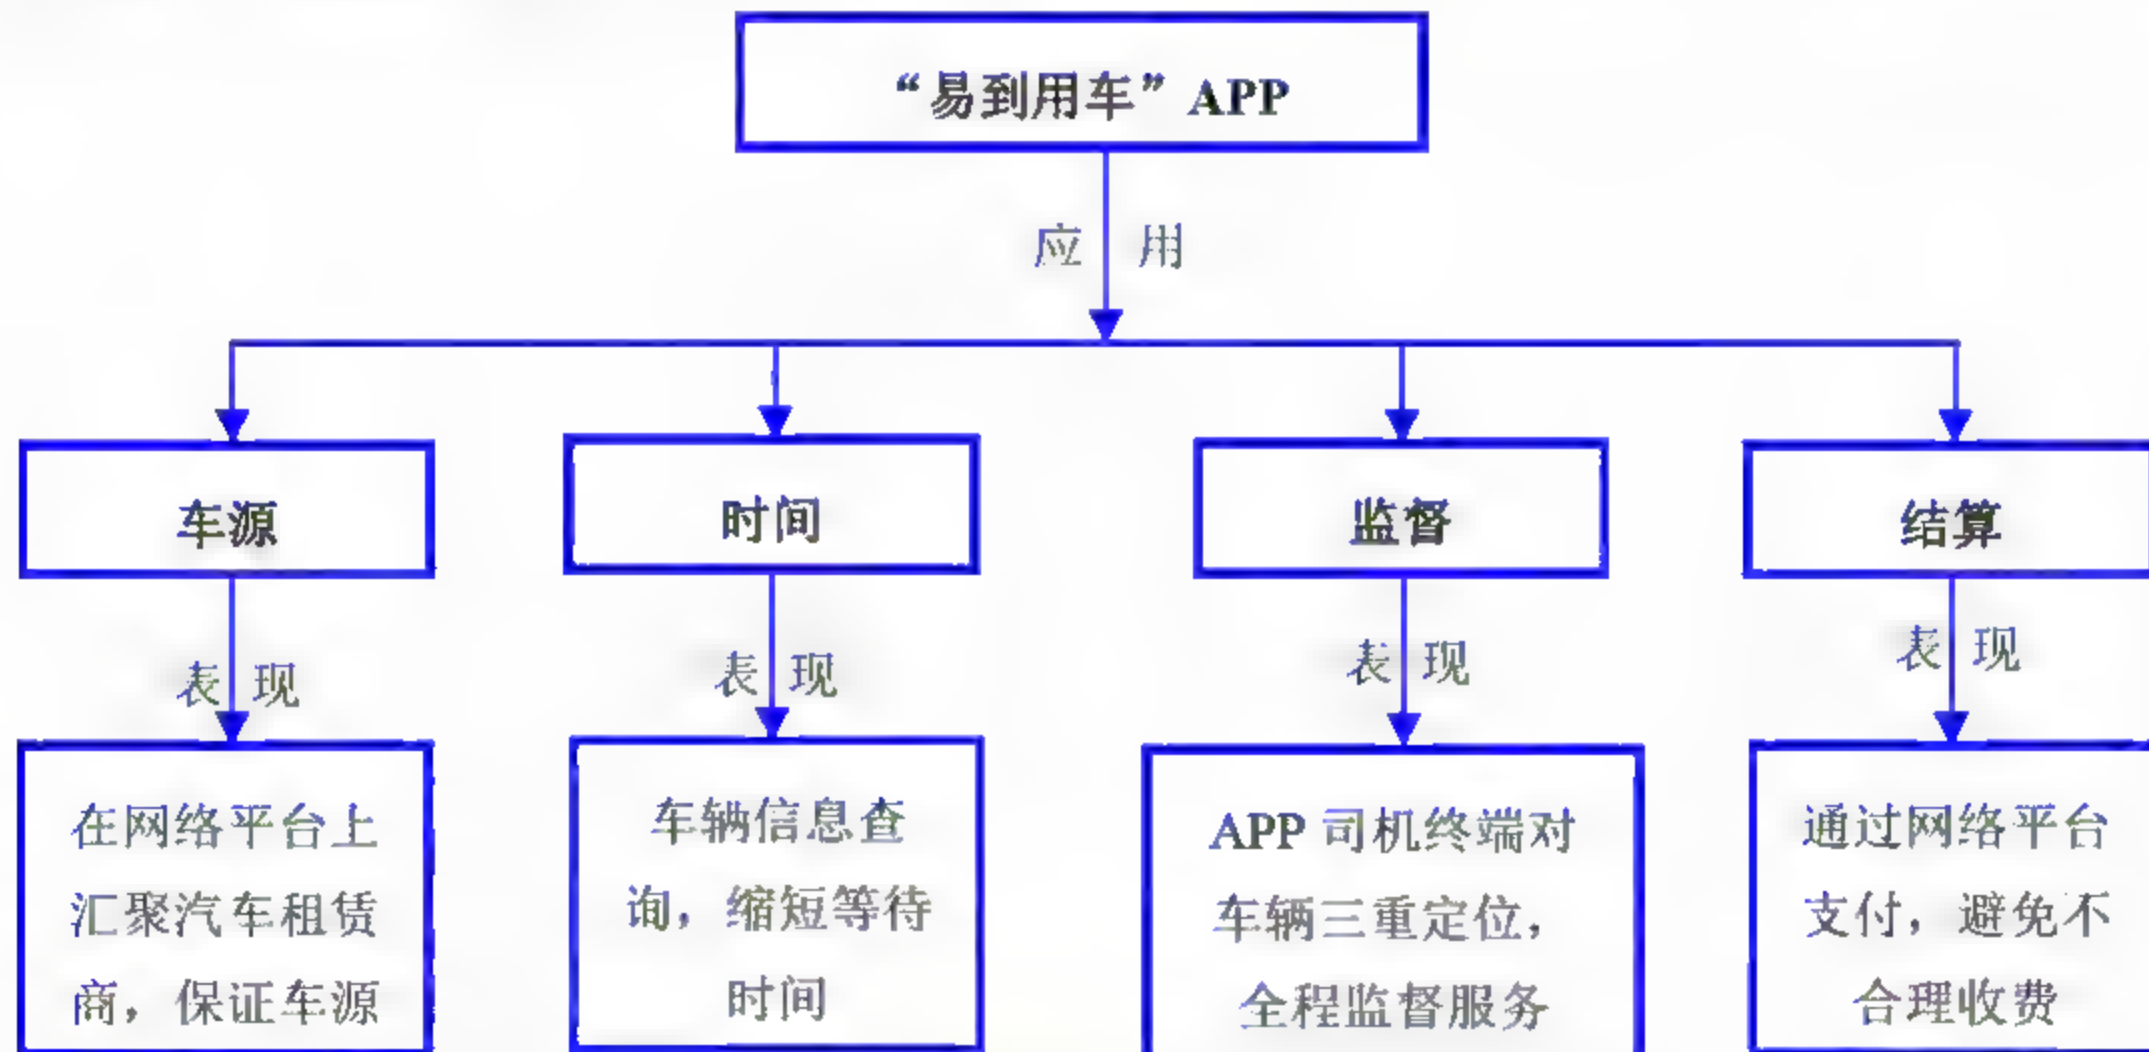 “易到用车”APP
应 用
车源
时间
监督
结算
表 现
表 现
表 现
表 现
在网络平台上
汇聚汽车租赁
商，保证车源
车辆信息查
询，缩短等待
时间
APP 司机终端对
车辆三重定位，
全程监督服务
通过网络平台
支付，避免不
合理收费